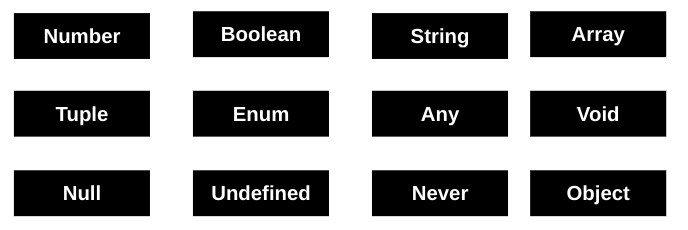 Number Boolean String Array
Tuple Enum Any Void
Null Undefined Never Object